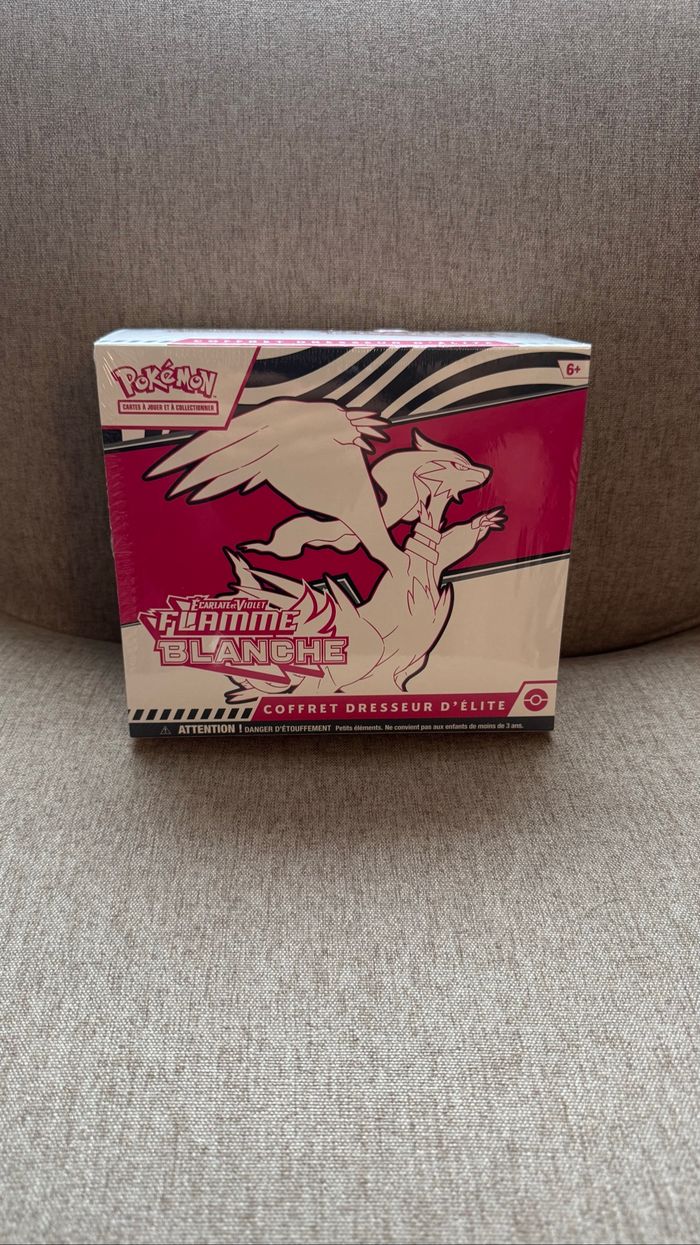 COFFRET DRESSEUR D'ÉLITE
POKéMON
CARTES À JOUER ET À COLLECTIONNER
6+
ÉCARLATE ET VIOLET
FLAMME
BLANCHE
COFFRET DRESSEUR D'ÉLITE
ATTENTION ! DANGER D'ÉTOUFFEMENT Petits éléments. Ne convient pas aux enfants de moins de 3 ans.